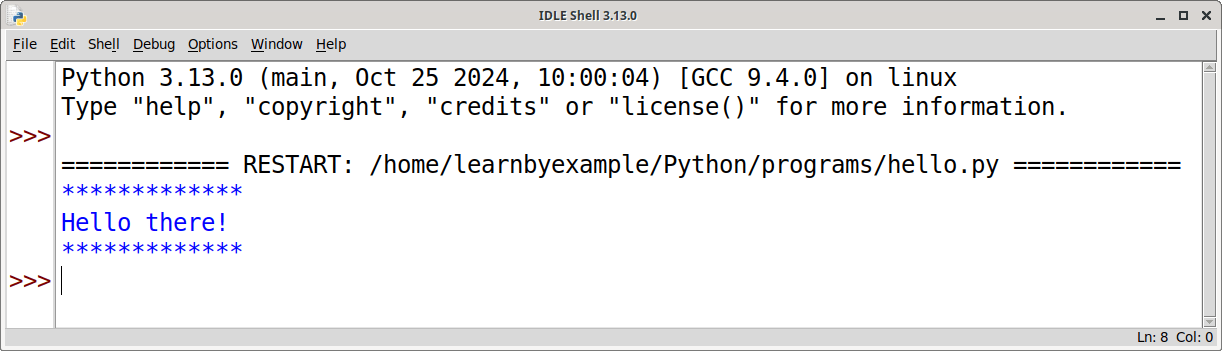 IDLE Shell 3.13.0
File Edit Shell Debug Options Window Help
Python 3.13.0 (main, Oct 25 2024, 10:00:04) [GCC 9.4.0] on linux
Type "help", "copyright", "credits" or "license()" for more information.
>>>
============ RESTART: /home/learnbyexample/Python/programs/hello.py ============
*************
Hello there!
*************
>>>
Ln: 8 Col: 0